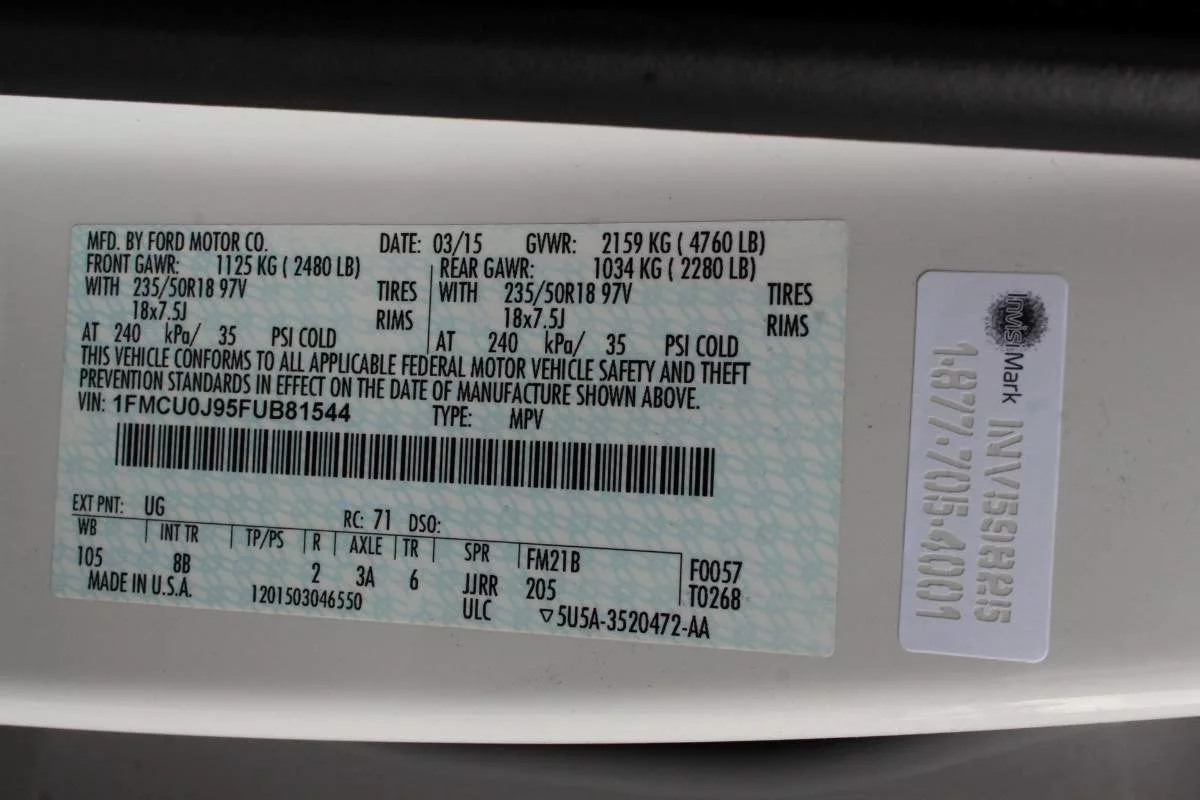 MFD. BY FORD MOTOR CO. DATE: 03/15 GVWR: 2159 KG ( 4760 LB)
FRONT GAWR: 1125 KG ( 2480 LB) REAR GAWR: 1034 KG ( 2280 LB)
WITH 235/50R18 97V TIRES WITH 235/50R18 97V TIRES
18x7.5J RIMS 18x7.5J RIMS
AT 240 kPa/ 35 PSI COLD AT 240 kPa/ 35 PSI COLD
THIS VEHICLE CONFORMS TO ALL APPLICABLE FEDERAL MOTOR VEHICLE SAFETY AND THEFT
PREVENTION STANDARDS IN EFFECT ON THE DATE OF MANUFACTURE SHOWN ABOVE.
VIN: 1FMCU0J95FUB81544 TYPE: MPV
EXT PNT: UG RC: 71 DSO:
WB INT TR TP/PS R AXLE TR SPR FM21B F0057
105 8B 2 3A 6 JJRR 205 T0268
MADE IN U.S.A. 1201503046550 ULC ▽5U5A-3520472-AA
InvisiMark
1·877·705·4001